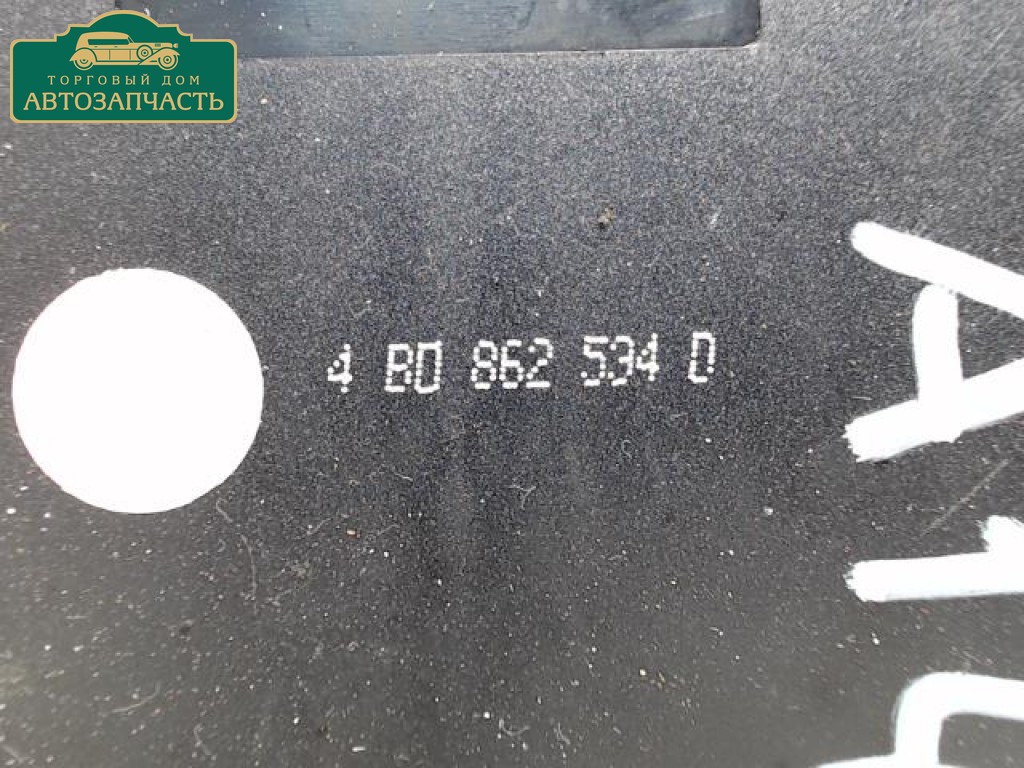 ТОРГОВЫЙ ДОМ
АВТОЗАПЧАСТЬ
4 B0 862 534 D